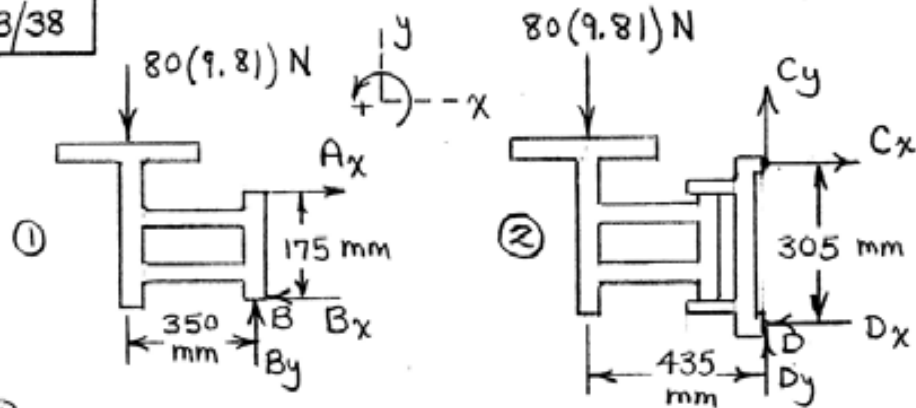 3/38
80(9.81) N
y
x
+
Ax
①
175 mm
350
mm
B
Bx
By
80(9.81) N
Cy
Cx
②
305 mm
D
Dx
435
mm
Dy